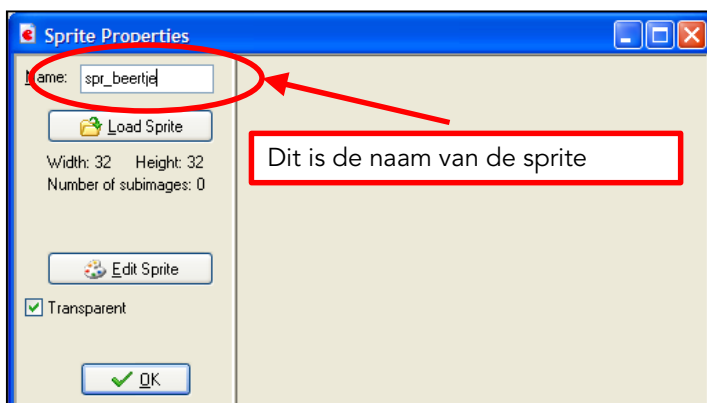 Sprite Properties
Name: spr_beertje
Load Sprite
Dit is de naam van de sprite
Width: 32 Height: 32
Number of subimages: 0
Edit Sprite
Transparent
OK